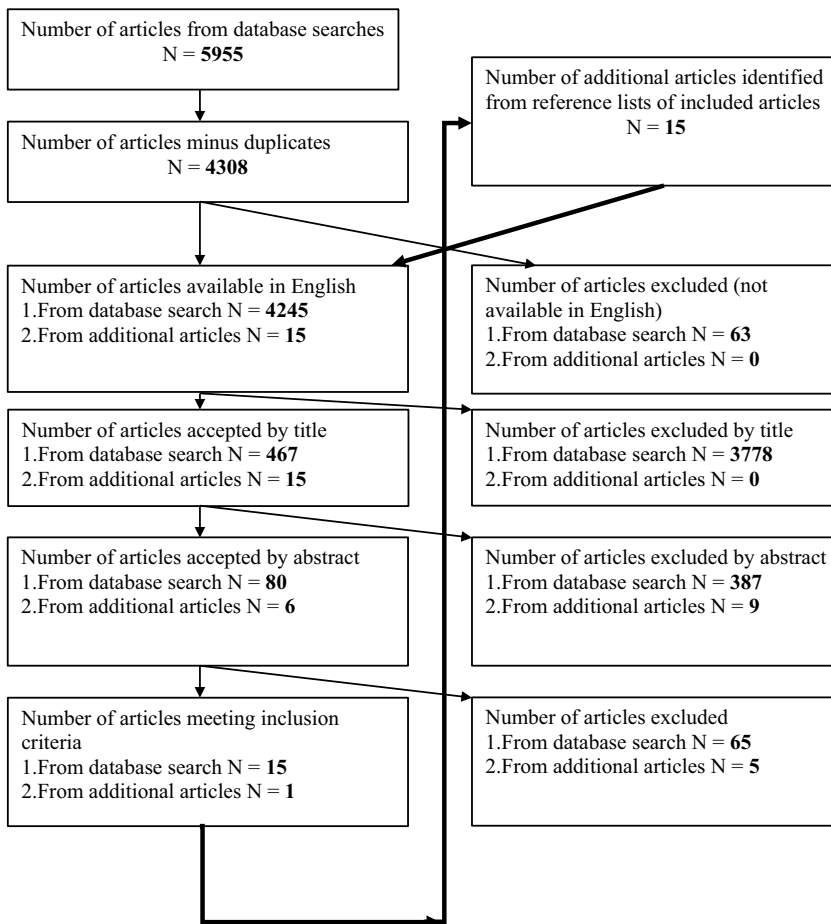 Number of articles from database searches
N = 5955
Number of additional articles identified
from reference lists of included articles
N = 15
Number of articles minus duplicates
N = 4308
Number of articles available in English
1.From database search N = 4245
2.From additional articles N = 15
Number of articles excluded (not
available in English)
1.From database search N = 63
2.From additional articles N = 0
Number of articles accepted by title
1.From database search N = 467
2.From additional articles N = 15
Number of articles excluded by title
1.From database search N = 3778
2.From additional articles N = 0
Number of articles accepted by abstract
1.From database search N = 80
2.From additional articles N = 6
Number of articles excluded by abstract
1.From database search N = 387
2.From additional articles N = 9
Number of articles meeting inclusion
criteria
1.From database search N = 15
2.From additional articles N = 1
Number of articles excluded
1.From database search N = 65
2.From additional articles N = 5